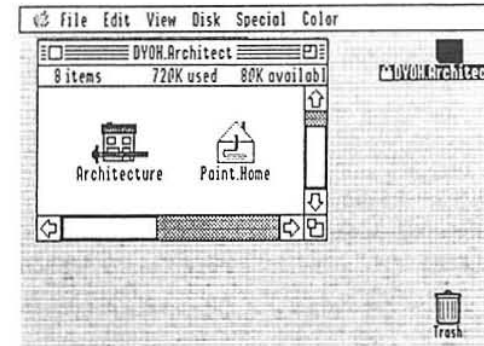 File Edit View Disk Special Color
DYOH.Architect
8 items 720K used 80K availabl
DYOH.Architec
Architecture Paint.Home
Trash